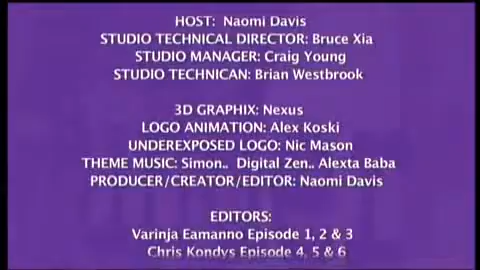 HOST: Naomi Davis
STUDIO TECHNICAL DIRECTOR: Bruce Xia
STUDIO MANAGER: Craig Young
STUDIO TECHNICAN: Brian Westbrook
3D GRAPHIX: Nexus
LOGO ANIMATION: Alex Koski
UNDEREXPOSED LOGO: Nic Mason
THEME MUSIC: Simon.. Digital Zen.. Alexta Baba
PRODUCER/CREATOR/EDITOR: Naomi Davis
EDITORS:
Varinja Eamanno Episode 1, 2 & 3
Chris Kondys Episode 4, 5 & 6